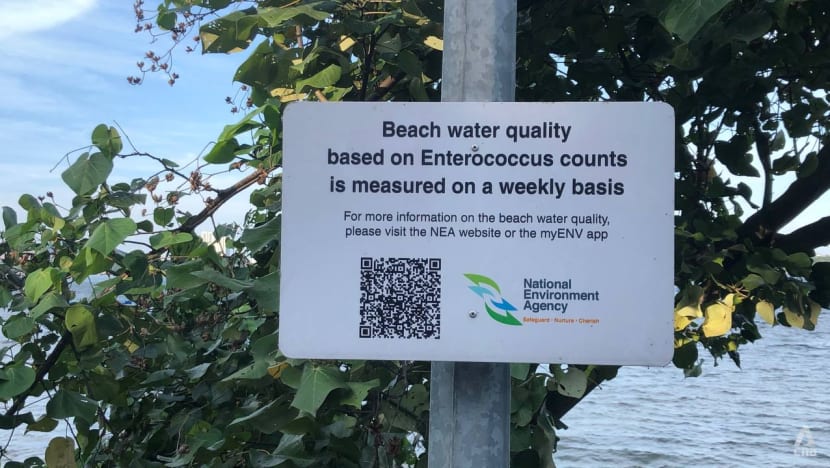 Beach water quality
based on Enterococcus counts
is measured on a weekly basis
For more information on the beach water quality,
please visit the NEA website or the myENV app
National
Environment
Agency
Safeguard · Nurture · Cherish